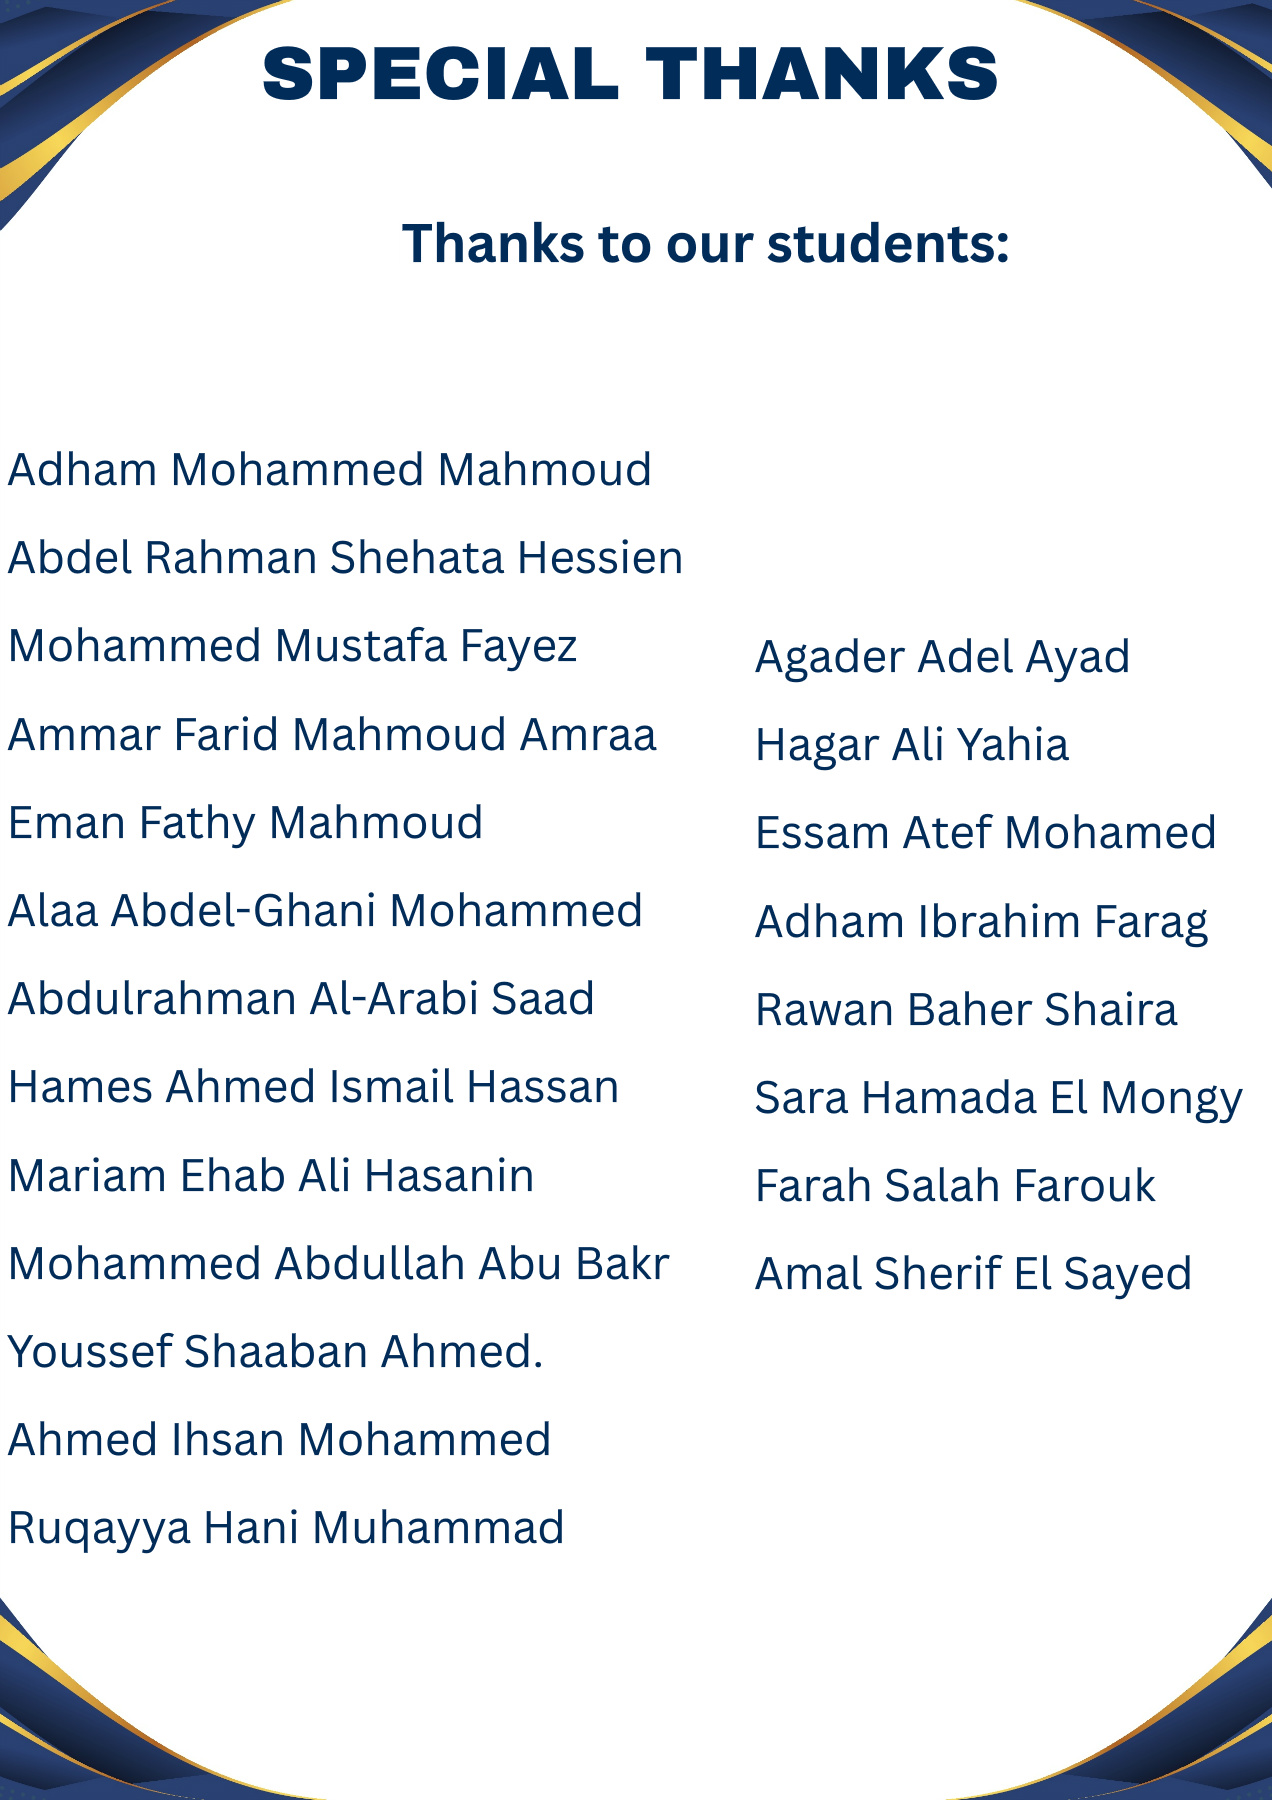 SPECIAL THANKS
Thanks to our students:
Adham Mohammed Mahmoud
Abdel Rahman Shehata Hessien
Mohammed Mustafa Fayez
Ammar Farid Mahmoud Amraa
Eman Fathy Mahmoud
Alaa Abdel-Ghani Mohammed
Abdulrahman Al-Arabi Saad
Hames Ahmed Ismail Hassan
Mariam Ehab Ali Hasanin
Mohammed Abdullah Abu Bakr
Youssef Shaaban Ahmed.
Ahmed Ihsan Mohammed
Ruqayya Hani Muhammad
Agader Adel Ayad
Hagar Ali Yahia
Essam Atef Mohamed
Adham Ibrahim Farag
Rawan Baher Shaira
Sara Hamada El Mongy
Farah Salah Farouk
Amal Sherif El Sayed